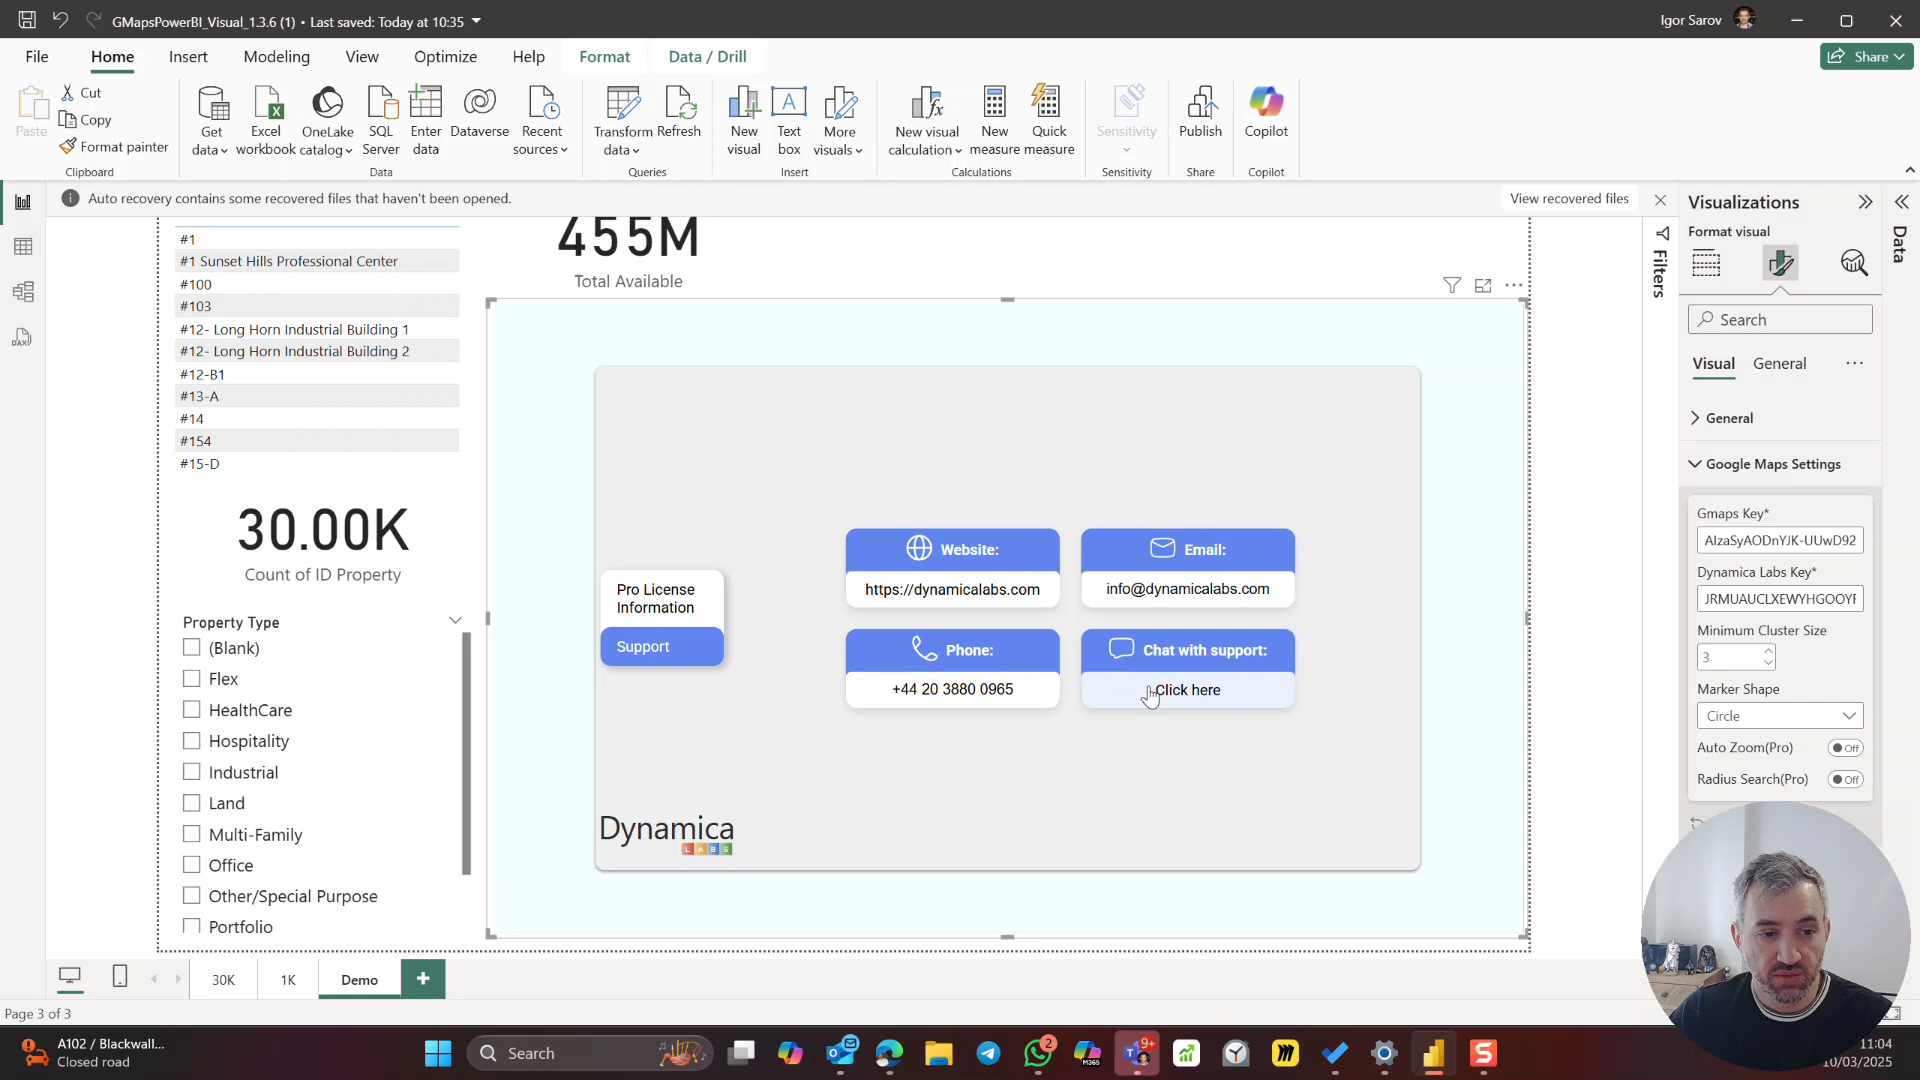 GMapsPowerBI_Visual_1.3.6 (1) • Last saved: Today at 10:35
Igor Sarov
File
Home
Insert
Modeling
View
Optimize
Help
Format
Data / Drill
Share
Paste
Cut
Copy
Format painter
Clipboard
Get data
Excel workbook
OneLake catalog
SQL Server
Enter data
Dataverse
Recent sources
Data
Transform data
Refresh
Queries
New visual
Text box
More visuals
Insert
New visual calculation
New measure
Quick measure
Calculations
Sensitivity
Sensitivity
Publish
Share
Copilot
Copilot
Auto recovery contains some recovered files that haven't been opened.
View recovered files
#1
#1 Sunset Hills Professional Center
#100
#103
#12- Long Horn Industrial Building 1
#12- Long Horn Industrial Building 2
#12-B1
#13-A
#14
#154
#15-D
455M
Total Available
30.00K
Count of ID Property
Property Type
(Blank)
Flex
HealthCare
Hospitality
Industrial
Land
Multi-Family
Office
Other/Special Purpose
Portfolio
Pro License
Information
Support
Website:
https://dynamicalabs.com
Email:
info@dynamicalabs.com
Phone:
+44 20 3880 0965
Chat with support:
Click here
Dynamica
LABS
Filters
Visualizations
Format visual
Search
Visual
General
General
Google Maps Settings
Gmaps Key*
AIzaSyAODnYJK-UUwD92
Dynamica Labs Key*
JRMUAUCLXEWYHGOOYF
Minimum Cluster Size
3
Marker Shape
Circle
Auto Zoom(Pro)
Off
Radius Search(Pro)
Off
Data
30K
1K
Demo
Page 3 of 3
A102 / Blackwall...
Closed road
Search
2
M365
9+
11:04
10/03/2025